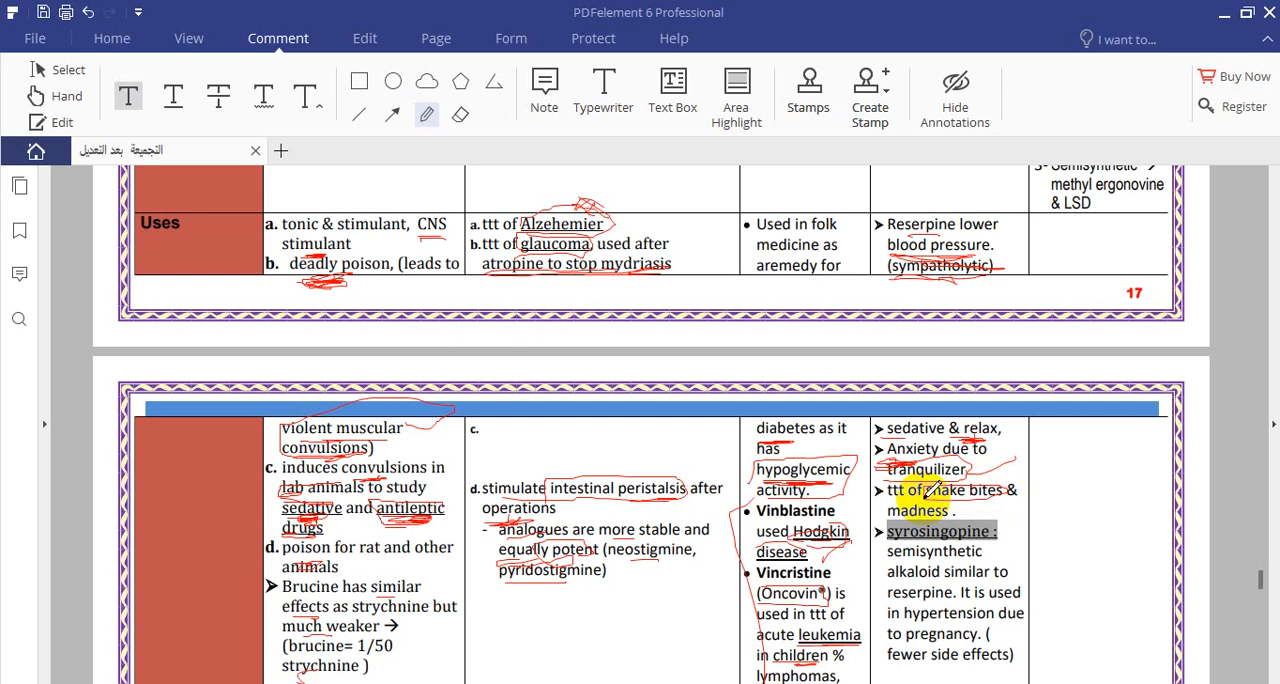 PDFelement 6 Professional
File Home View Comment Edit Page Form Protect Help I want to...
Select
Hand
Edit
Note Typewriter Text Box Area Highlight Stamps Create Stamp Hide Annotations
Buy Now
Register
التجميعة بعد التعديل
3- Semisynthetic →
methyl ergonovine
& LSD
Uses
a. tonic & stimulant, CNS
stimulant
b. deadly poison, (leads to
a. ttt of Alzehemier
b. ttt of glaucoma, used after
atropine to stop mydriasis
• Used in folk
medicine as
aremedy for
➤ Reserpine lower
blood pressure.
(sympatholytic)
17
violent muscular
convulsions)
c. induces convulsions in
lab animals to study
sedative and antileptic
drugs
d. poison for rat and other
animals
➤ Brucine has similar
effects as strychnine but
much weaker →
(brucine= 1/50
strychnine )
c.
d. stimulate intestinal peristalsis after
operations
- analogues are more stable and
equally potent (neostigmine,
pyridostigmine)
diabetes as it
has
hypoglycemic
activity.
• Vinblastine
used Hodgkin
disease
• Vincristine
(Oncovin®) is
used in ttt of
acute leukemia
in children %
lymphomas,
➤ sedative & relax,
➤ Anxiety due to
tranquilizer
➤ ttt of snake bites &
madness .
➤ syrosingopine :
semisynthetic
alkaloid similar to
reserpine. It is used
in hypertension due
to pregnancy. (
fewer side effects)